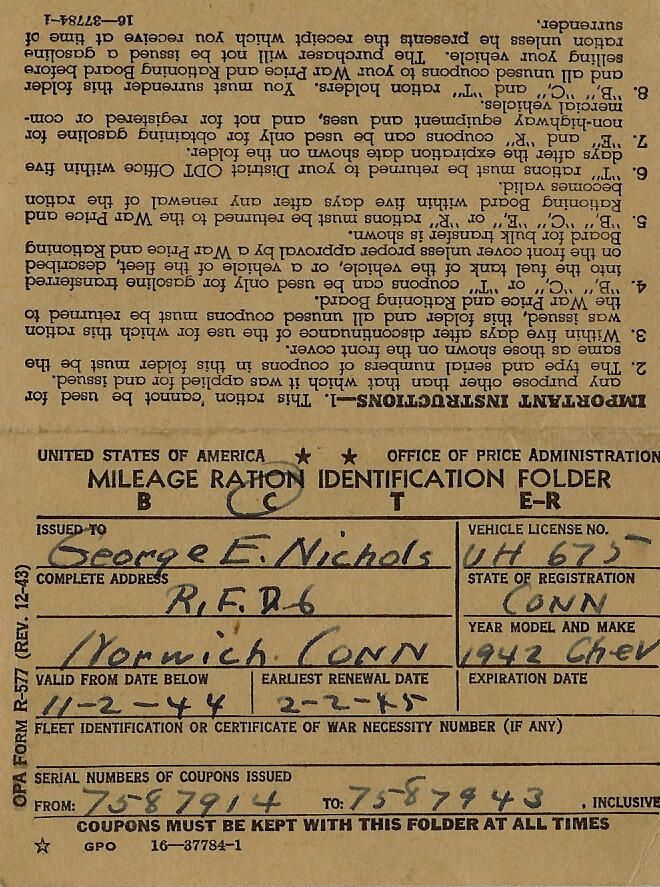 IMPORTANT INSTRUCTIONS—1. This ration cannot be used for
any purpose other than that which it was applied for and issued.
2. The type and serial numbers of coupons in this folder must be the
same as those shown on the front cover.
3. Within five days after discontinuance of the use for which this ration
was issued, this folder and all unused coupons must be returned to
the War Price and Rationing Board.
4. "B," "C," or "T" coupons can be used only for gasoline transferred
into the fuel tank of the vehicle, or a vehicle of the fleet, described
on the front cover unless proper approval by a War Price and Rationing
Board for bulk transfer is shown.
5. "B," "C," "E," or "R" rations must be returned to the War Price and
Rationing Board within five days after any renewal of the ration
becomes valid.
6. "T" rations must be returned to your District ODT Office within five
days after the expiration date shown on the folder.
7. "E" and "R" coupons can be used only for obtaining gasoline for
non-highway equipment and uses, and not for registered or com-
mercial vehicles.
8. "B," "C," and "T" ration holders. You must surrender this folder
and all unused coupons to your War Price and Rationing Board before
selling your vehicle. The purchaser will not be issued a gasoline
ration unless he presents the receipt which you receive at time of
surrender.
16—37784-1
UNITED STATES OF AMERICA ★ ★ OFFICE OF PRICE ADMINISTRATION
MILEAGE RATION IDENTIFICATION FOLDER
B C T E-R
ISSUED TO
George E. Nichols
VEHICLE LICENSE NO.
UH 675
COMPLETE ADDRESS
R.F.D. 6
STATE OF REGISTRATION
CONN
Norwich CONN
YEAR MODEL AND MAKE
1942 Chev
VALID FROM DATE BELOW
11-2-44
EARLIEST RENEWAL DATE
2-2-45
EXPIRATION DATE
FLEET IDENTIFICATION OR CERTIFICATE OF WAR NECESSITY NUMBER (IF ANY)
SERIAL NUMBERS OF COUPONS ISSUED
FROM: 7587914 TO: 7587943, INCLUSIVE
COUPONS MUST BE KEPT WITH THIS FOLDER AT ALL TIMES
☆ GPO 16—37784-1
OPA FORM R-577 (REV. 12-43)